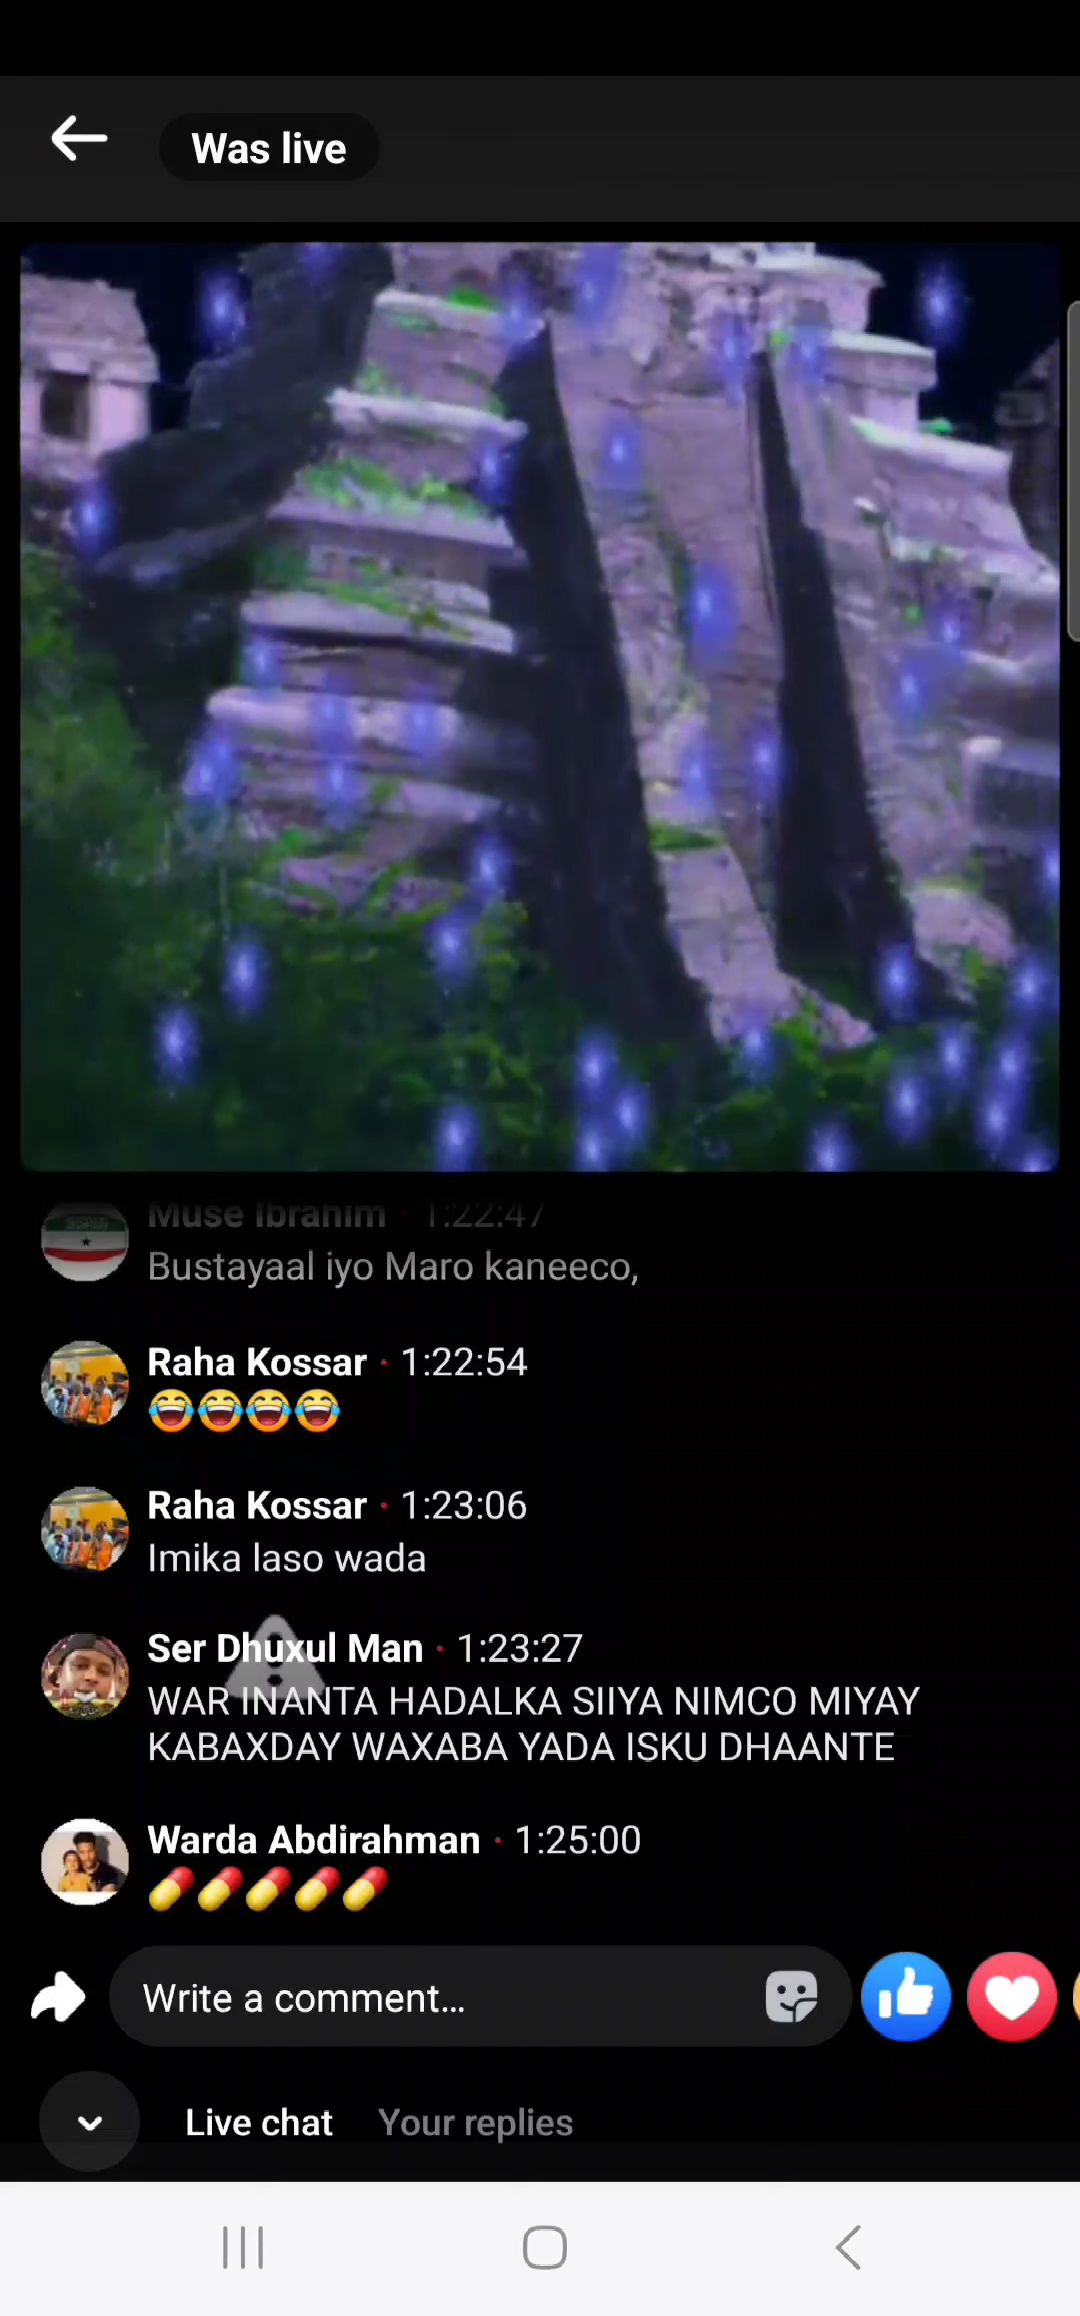 Was live
Muse Ibrahim · 1:22:47
Bustayaal iyo Maro kaneeco,
Raha Kossar · 1:22:54
😂😂😂😂
Raha Kossar · 1:23:06
Imika laso wada
Ser Dhuxul Man · 1:23:27
WAR INANTA HADALKA SIIYA NIMCO MIYAY
KABAXDAY WAXABA YADA ISKU DHAANTE
Warda Abdirahman · 1:25:00
💊💊💊💊💊
Write a comment...
Live chat Your replies